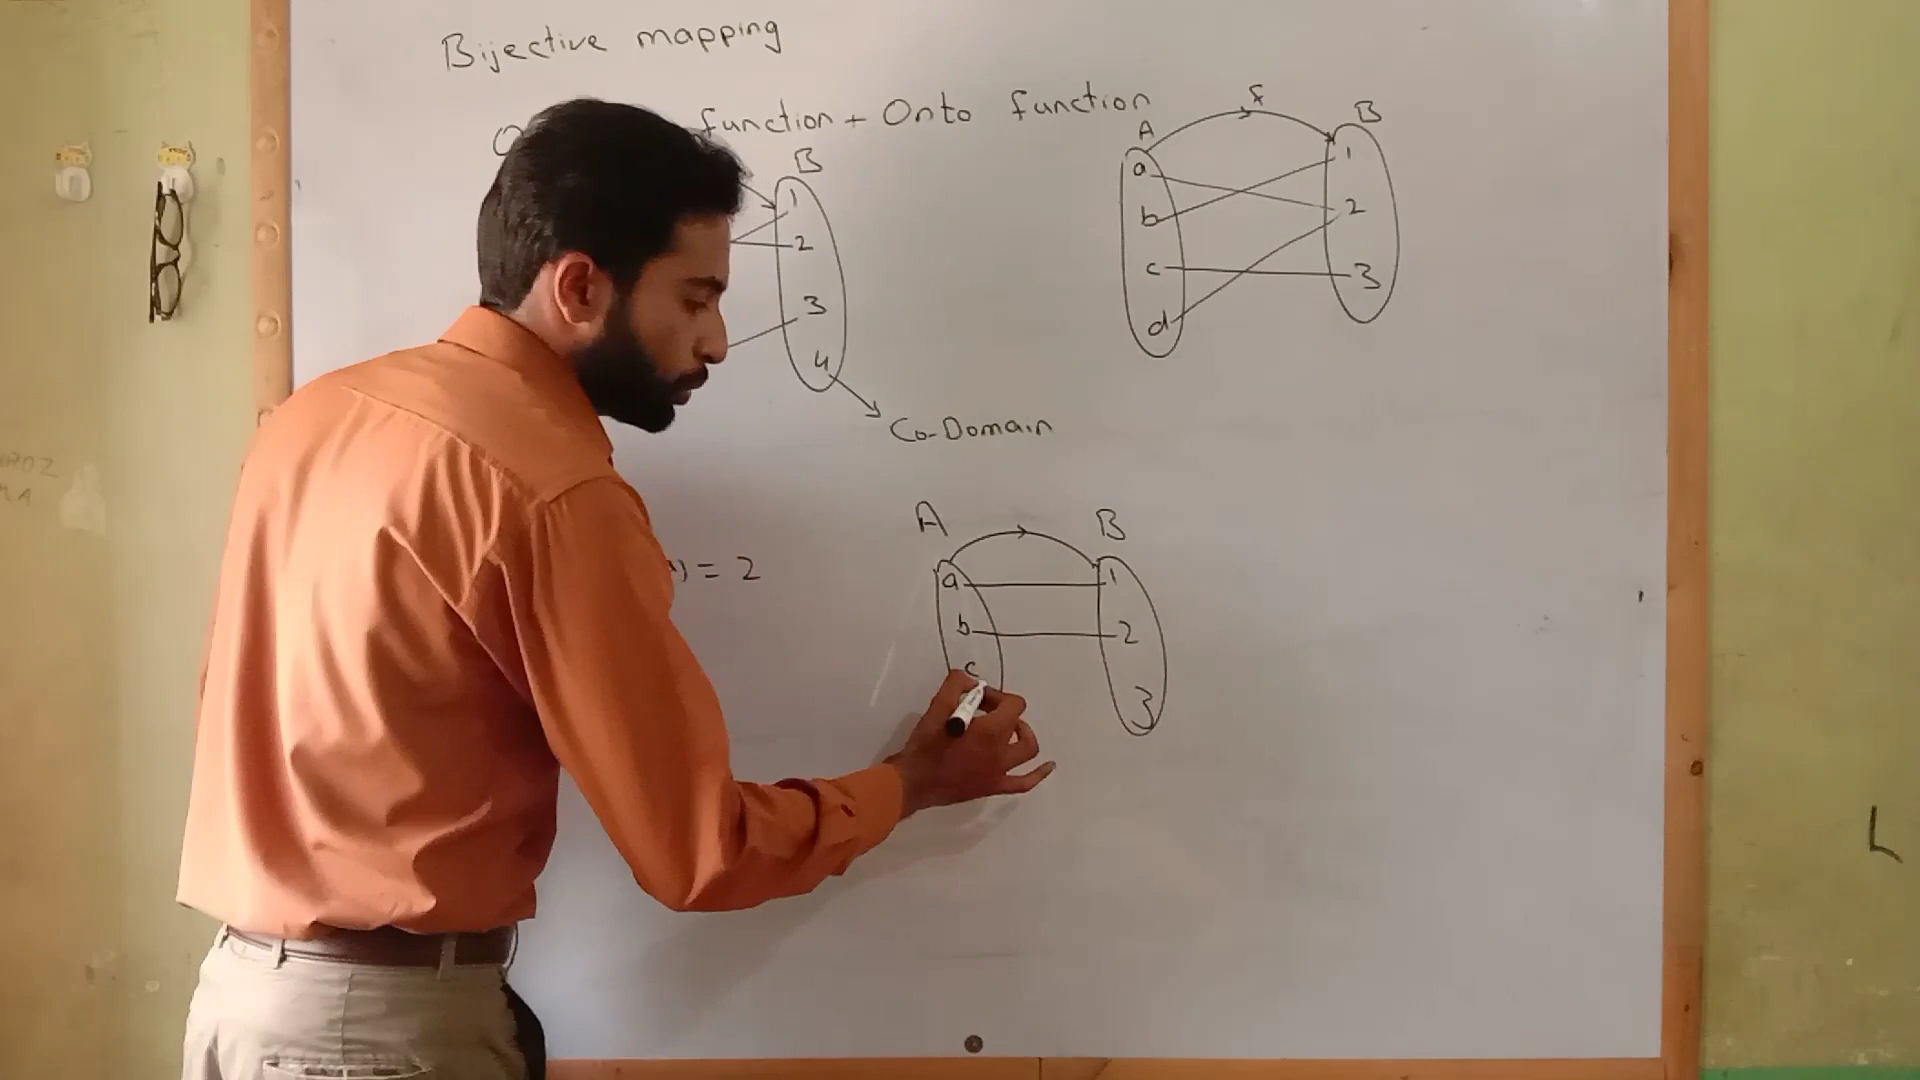 Bijective mapping
function + Onto function
B
1
2
3
4
Co-Domain
f
A B
a 1
b 2
c 3
d
= 2
A B
a 1
b 2
c 3